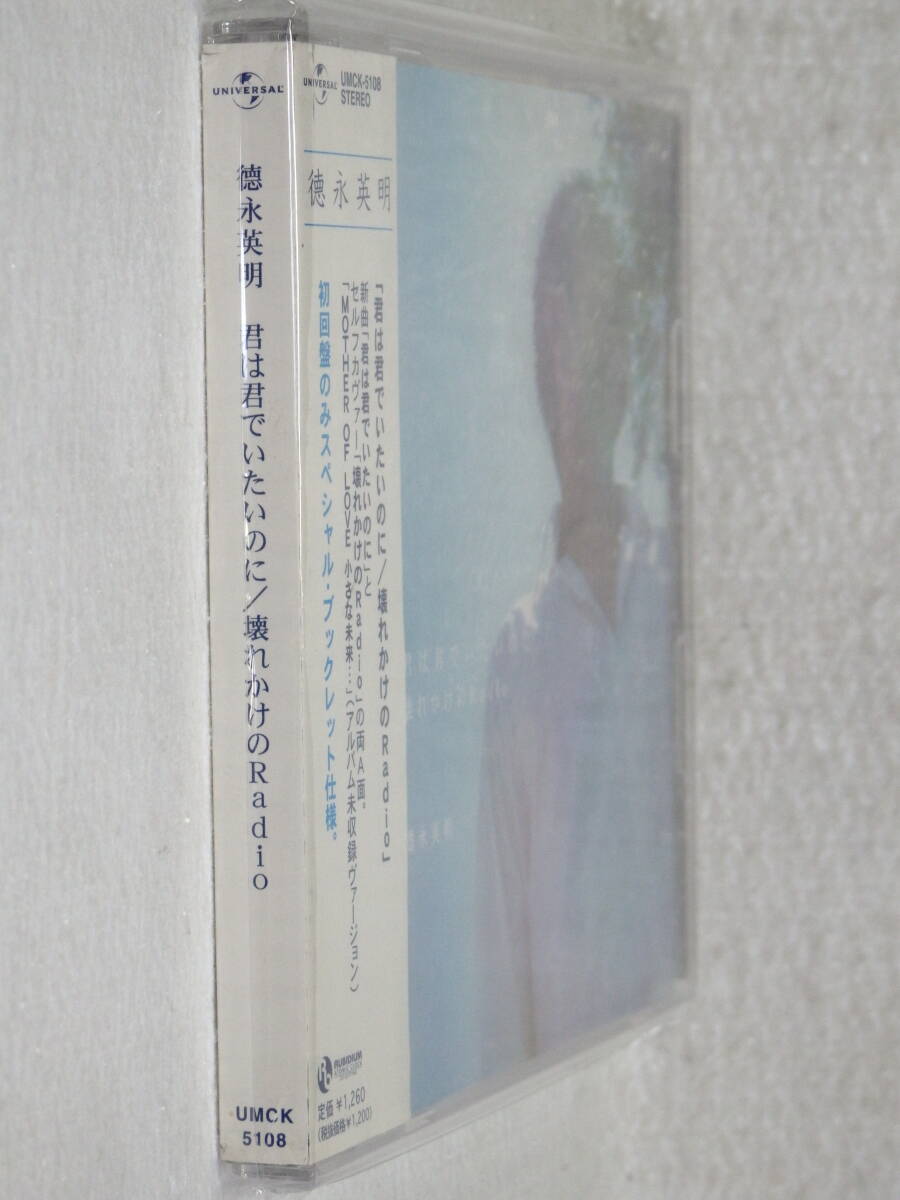 UNIVERSAL
徳永英明 君は君でいたいのに/壊れかけのRadio
UMCK
5108
UNIVERSAL
UMCK-5108
STEREO
徳永英明
「君は君でいたいのに/壊れかけのRadio」
新曲「君は君でいたいのに」と
セルフカヴァー「壊れかけのRadio」の両A面。
「MOTHER OF LOVE 小さな未来…」(アルバム未収録ヴァージョン)
初回盤のみスペシャル・ブックレット仕様。
RUBIDIUM
定価 ¥1,260
(税抜価格¥1,200)